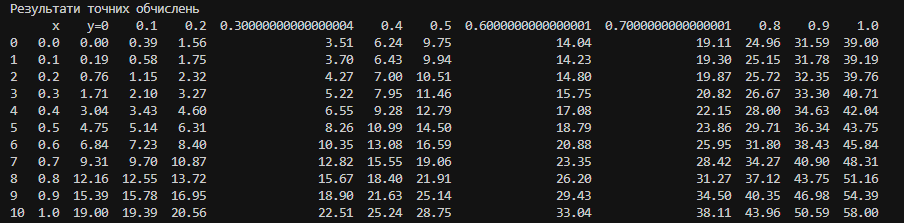 Результати точних обчислень
x y=0 0.1 0.2 0.30000000000000004 0.4 0.5 0.6000000000000001 0.7000000000000001 0.8 0.9 1.0
0 0.0 0.00 0.39 1.56 3.51 6.24 9.75 14.04 19.11 24.96 31.59 39.00
1 0.1 0.19 0.58 1.75 3.70 6.43 9.94 14.23 19.30 25.15 31.78 39.19
2 0.2 0.76 1.15 2.32 4.27 7.00 10.51 14.80 19.87 25.72 32.35 39.76
3 0.3 1.71 2.10 3.27 5.22 7.95 11.46 15.75 20.82 26.67 33.30 40.71
4 0.4 3.04 3.43 4.60 6.55 9.28 12.79 17.08 22.15 28.00 34.63 42.04
5 0.5 4.75 5.14 6.31 8.26 10.99 14.50 18.79 23.86 29.71 36.34 43.75
6 0.6 6.84 7.23 8.40 10.35 13.08 16.59 20.88 25.95 31.80 38.43 45.84
7 0.7 9.31 9.70 10.87 12.82 15.55 19.06 23.35 28.42 34.27 40.90 48.31
8 0.8 12.16 12.55 13.72 15.67 18.40 21.91 26.20 31.27 37.12 43.75 51.16
9 0.9 15.39 15.78 16.95 18.90 21.63 25.14 29.43 34.50 40.35 46.98 54.39
10 1.0 19.00 19.39 20.56 22.51 25.24 28.75 33.04 38.11 43.96 50.59 58.00